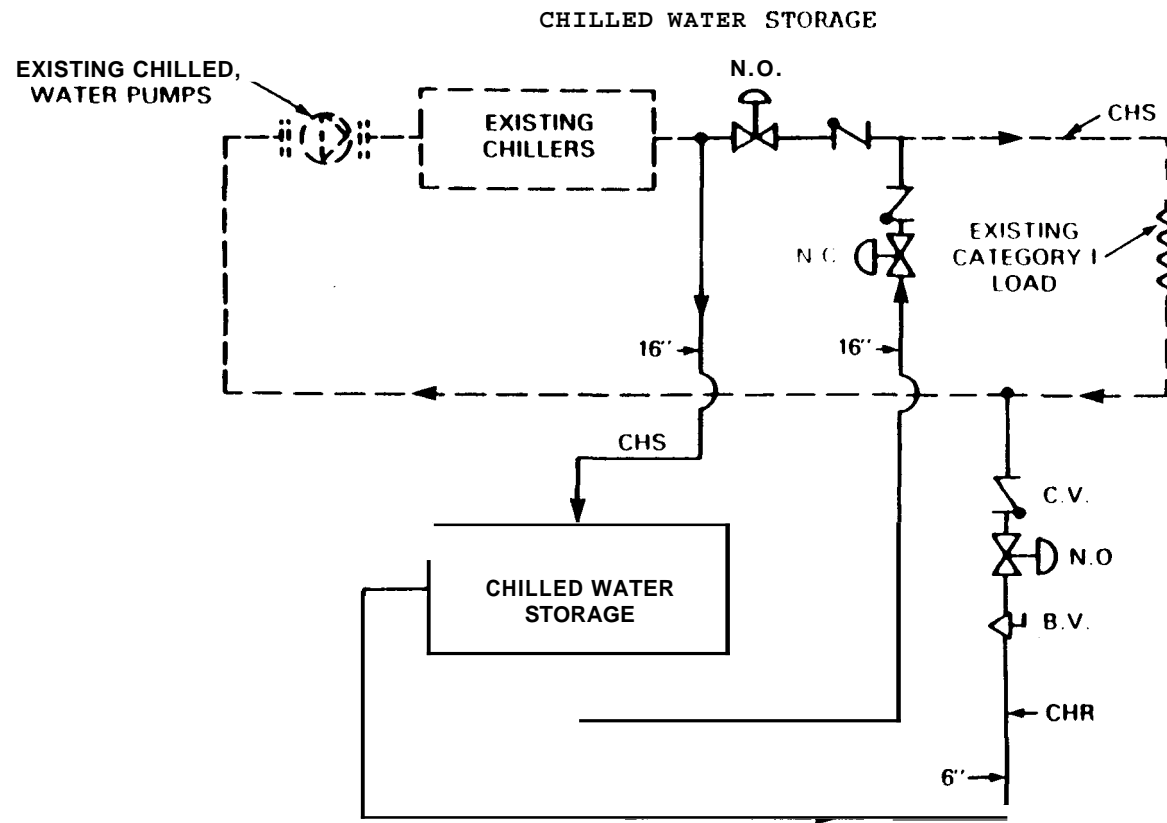 CHILLED WATER STORAGE
EXISTING CHILLED,
WATER PUMPS
N.O.
EXISTING
CHILLERS
CHS
EXISTING
CATEGORY I
LOAD
N C
16"
16"
CHS
C.V.
N.O
CHILLED WATER
STORAGE
B.V.
CHR
6"